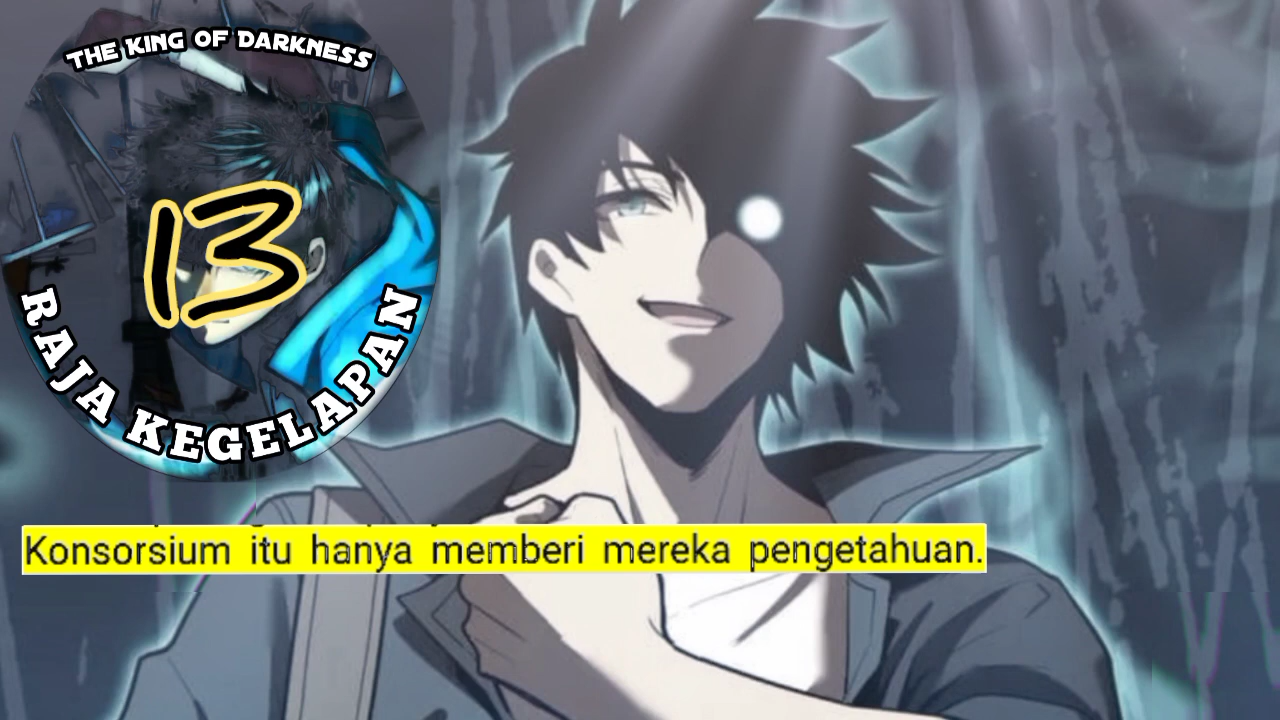 THE KING OF DARKNESS
13
RAJA KEGELAPAN
Konsorsium itu hanya memberi mereka pengetahuan.